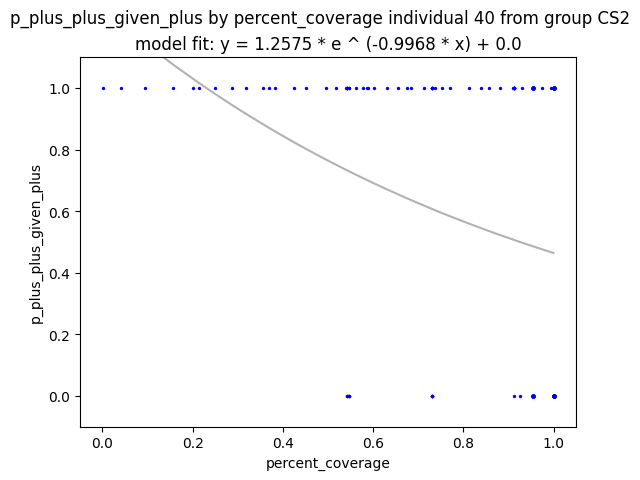 p_plus_plus_given_plus by percent_coverage individual 40 from group CS2
model fit: y = 1.2575 * e ^ (-0.9968 * x) + 0.0
1.0
0.8
0.6
0.4
0.2
0.0
p_plus_plus_given_plus
0.0 0.2 0.4 0.6 0.8 1.0
percent_coverage